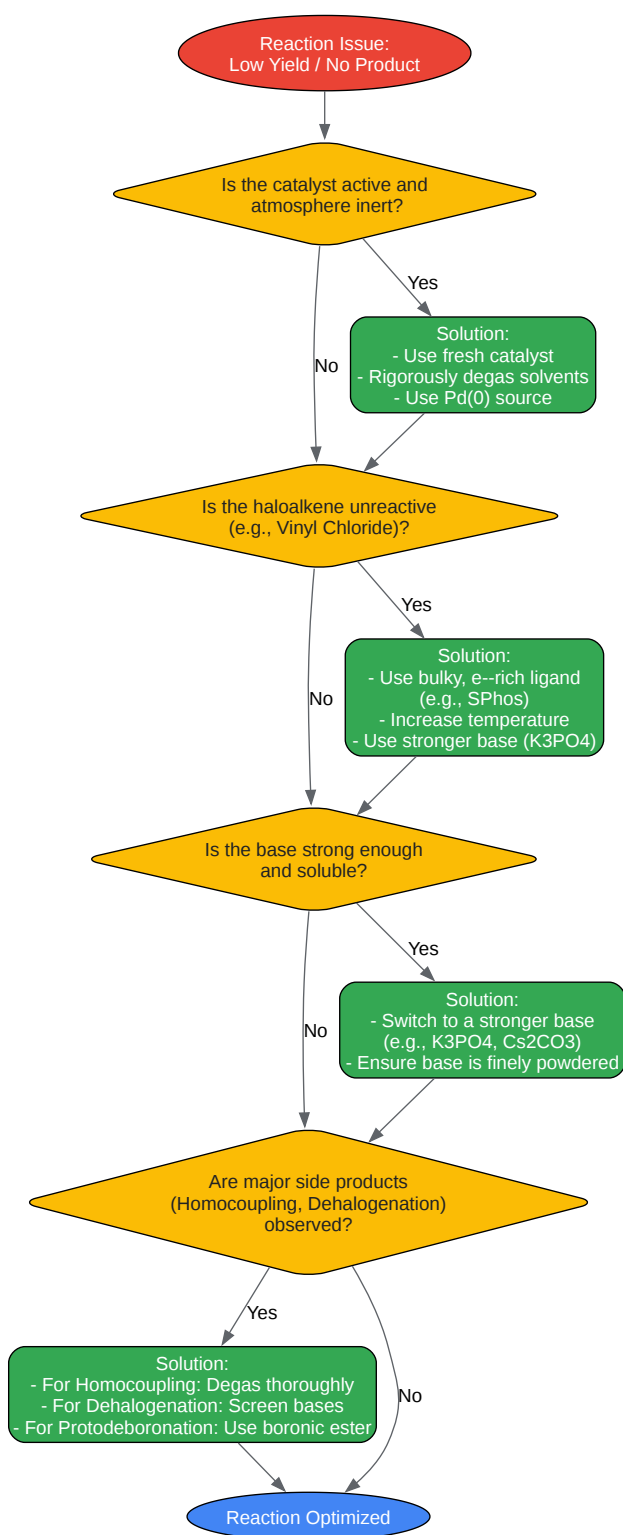 Reaction Issue:
Low Yield / No Product
Is the catalyst active and
atmosphere inert?
Yes
No
Solution:
- Use fresh catalyst
- Rigorously degas solvents
- Use Pd(0) source
Is the haloalkene unreactive
(e.g., Vinyl Chloride)?
Yes
No
Solution:
- Use bulky, e--rich ligand
(e.g., SPhos)
- Increase temperature
- Use stronger base (K3PO4)
Is the base strong enough
and soluble?
Yes
No
Solution:
- Switch to a stronger base
(e.g., K3PO4, Cs2CO3)
- Ensure base is finely powdered
Are major side products
(Homocoupling, Dehalogenation)
observed?
Yes
No
Solution:
- For Homocoupling: Degas thoroughly
- For Dehalogenation: Screen bases
- For Protodeboronation: Use boronic ester
Reaction Optimized